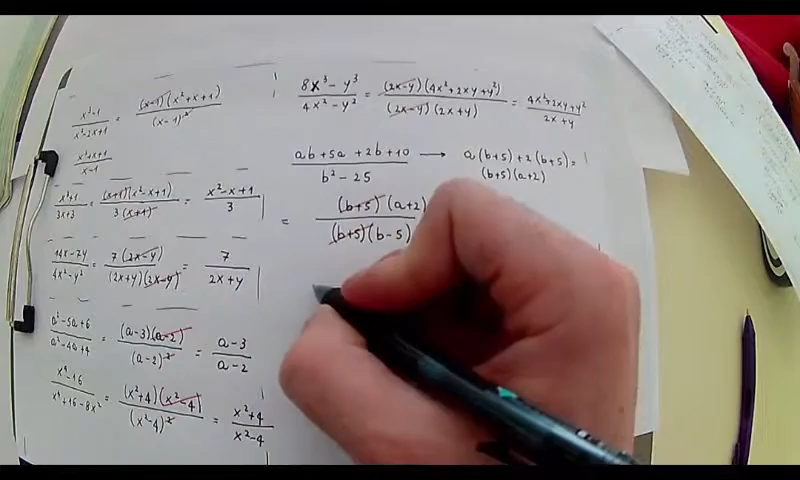 x³-1 / x²-2x+1 = (x-1)(x²+x+1) / (x-1)²
x²+x+1 / x-1
x³+1 / 3x+3 = (x+1)(x²-x+1) / 3(x+1) = x²-x+1 / 3
14x-7y / 4x²-y² = 7(2x-y) / (2x+y)(2x-y) = 7 / 2x+y
a²-5a+6 / a²-4a+4 = (a-3)(a-2) / (a-2)² = a-3 / a-2
x⁴-16 / x⁴+16-8x² = (x²+4)(x²-4) / (x²-4)² = x²+4 / x²-4
8x³-y³ / 4x²-y² = (2x-y)(4x²+2xy+y²) / (2x-y)(2x+y) = 4x²+2xy+y² / 2x+y
ab+5a+2b+10 / b²-25 → a(b+5)+2(b+5)=
(b+5)(a+2)
= (b+5)(a+2) / (b+5)(b-5)